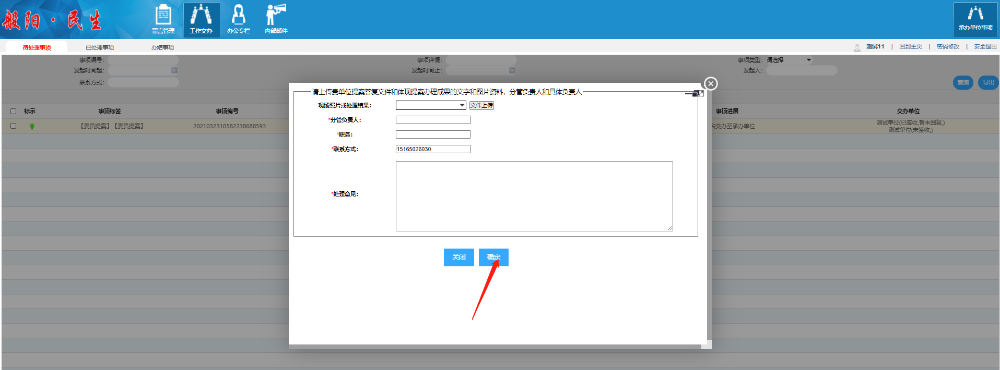 般阳·民生
留言管理
工作交办
办公专栏
内部邮件
承办单位事项
待处理事项
已处理事项
办结事项
测试11 | 回到主页 | 密码修改 | 安全退出
事项编号：
事项详情：
事项类型：请选择
发起时间起：
发起时间止：
发起人：
联系方式：
查询
导出
标示
事项标签
事项编号
事项进展
交办单位
【委员提案】【委员提案】
2021032310582238688593
台交办至承办单位
测试单位(已签收,暂未回复,)
测试单位(未签收,)
请上传贵单位提案答复文件和体现提案办理成果的文字和图片资料，分管负责人和具体负责人
现场照片或处理结果：
文件上传
*分管负责人：
*职务：
*联系方式：
15165026030
*处理意见：
关闭
确定